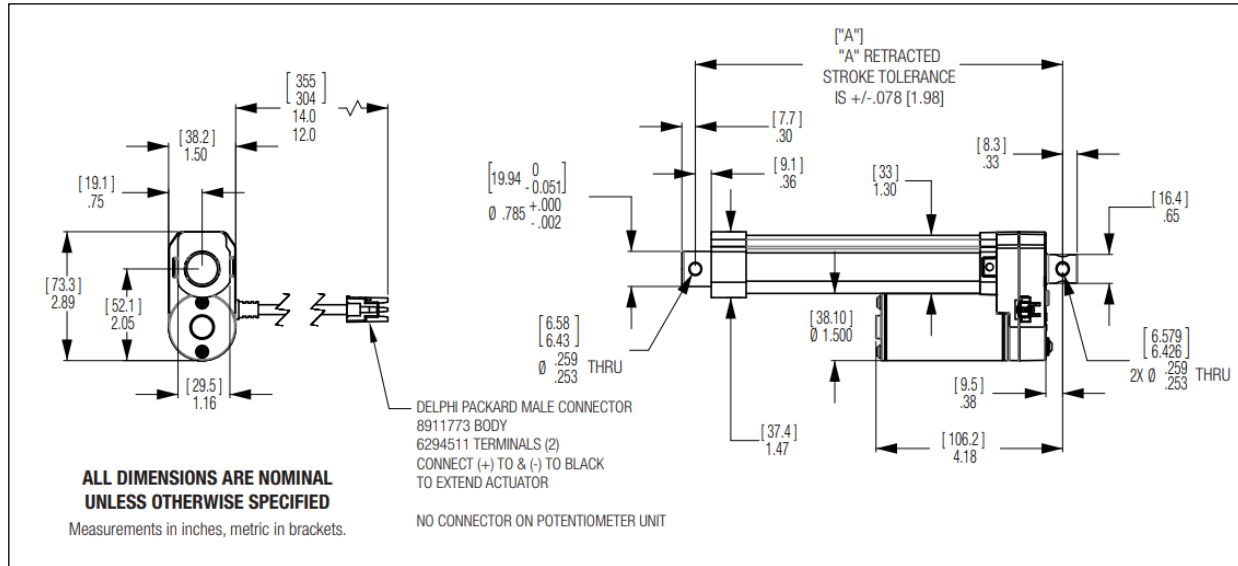 ["A"]
"A" RETRACTED
STROKE TOLERANCE
IS +/-.078 [1.98]
[355
304]
14.0
12.0
[38.2]
1.50
[19.1]
.75
[73.3]
2.89
[52.1]
2.05
[29.5]
1.16
[7.7]
.30
[9.1]
.36
[19.94 0
-0.051]
Ø .785 +.000
-.002
[33]
1.30
[8.3]
.33
[16.4]
.65
[6.58
6.43]
Ø .259
.253 THRU
[38.10]
Ø 1.500
[6.579
6.426]
2X Ø .259
.253 THRU
[9.5]
.38
[37.4]
1.47
[106.2]
4.18
DELPHI PACKARD MALE CONNECTOR
8911773 BODY
6294511 TERMINALS (2)
CONNECT (+) TO & (-) TO BLACK
TO EXTEND ACTUATOR
NO CONNECTOR ON POTENTIOMETER UNIT
ALL DIMENSIONS ARE NOMINAL
UNLESS OTHERWISE SPECIFIED
Measurements in inches, metric in brackets.